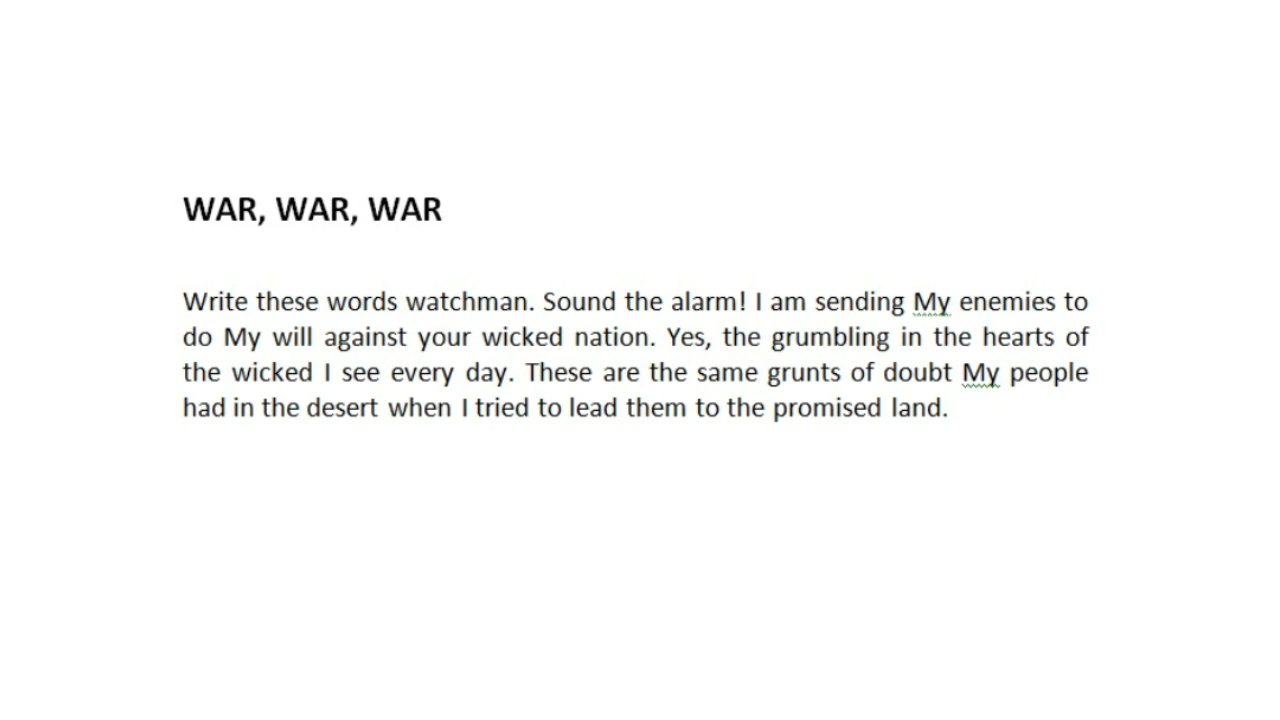 WAR, WAR, WAR
Write these words watchman. Sound the alarm! I am sending My enemies to
do My will against your wicked nation. Yes, the grumbling in the hearts of
the wicked I see every day. These are the same grunts of doubt My people
had in the desert when I tried to lead them to the promised land.